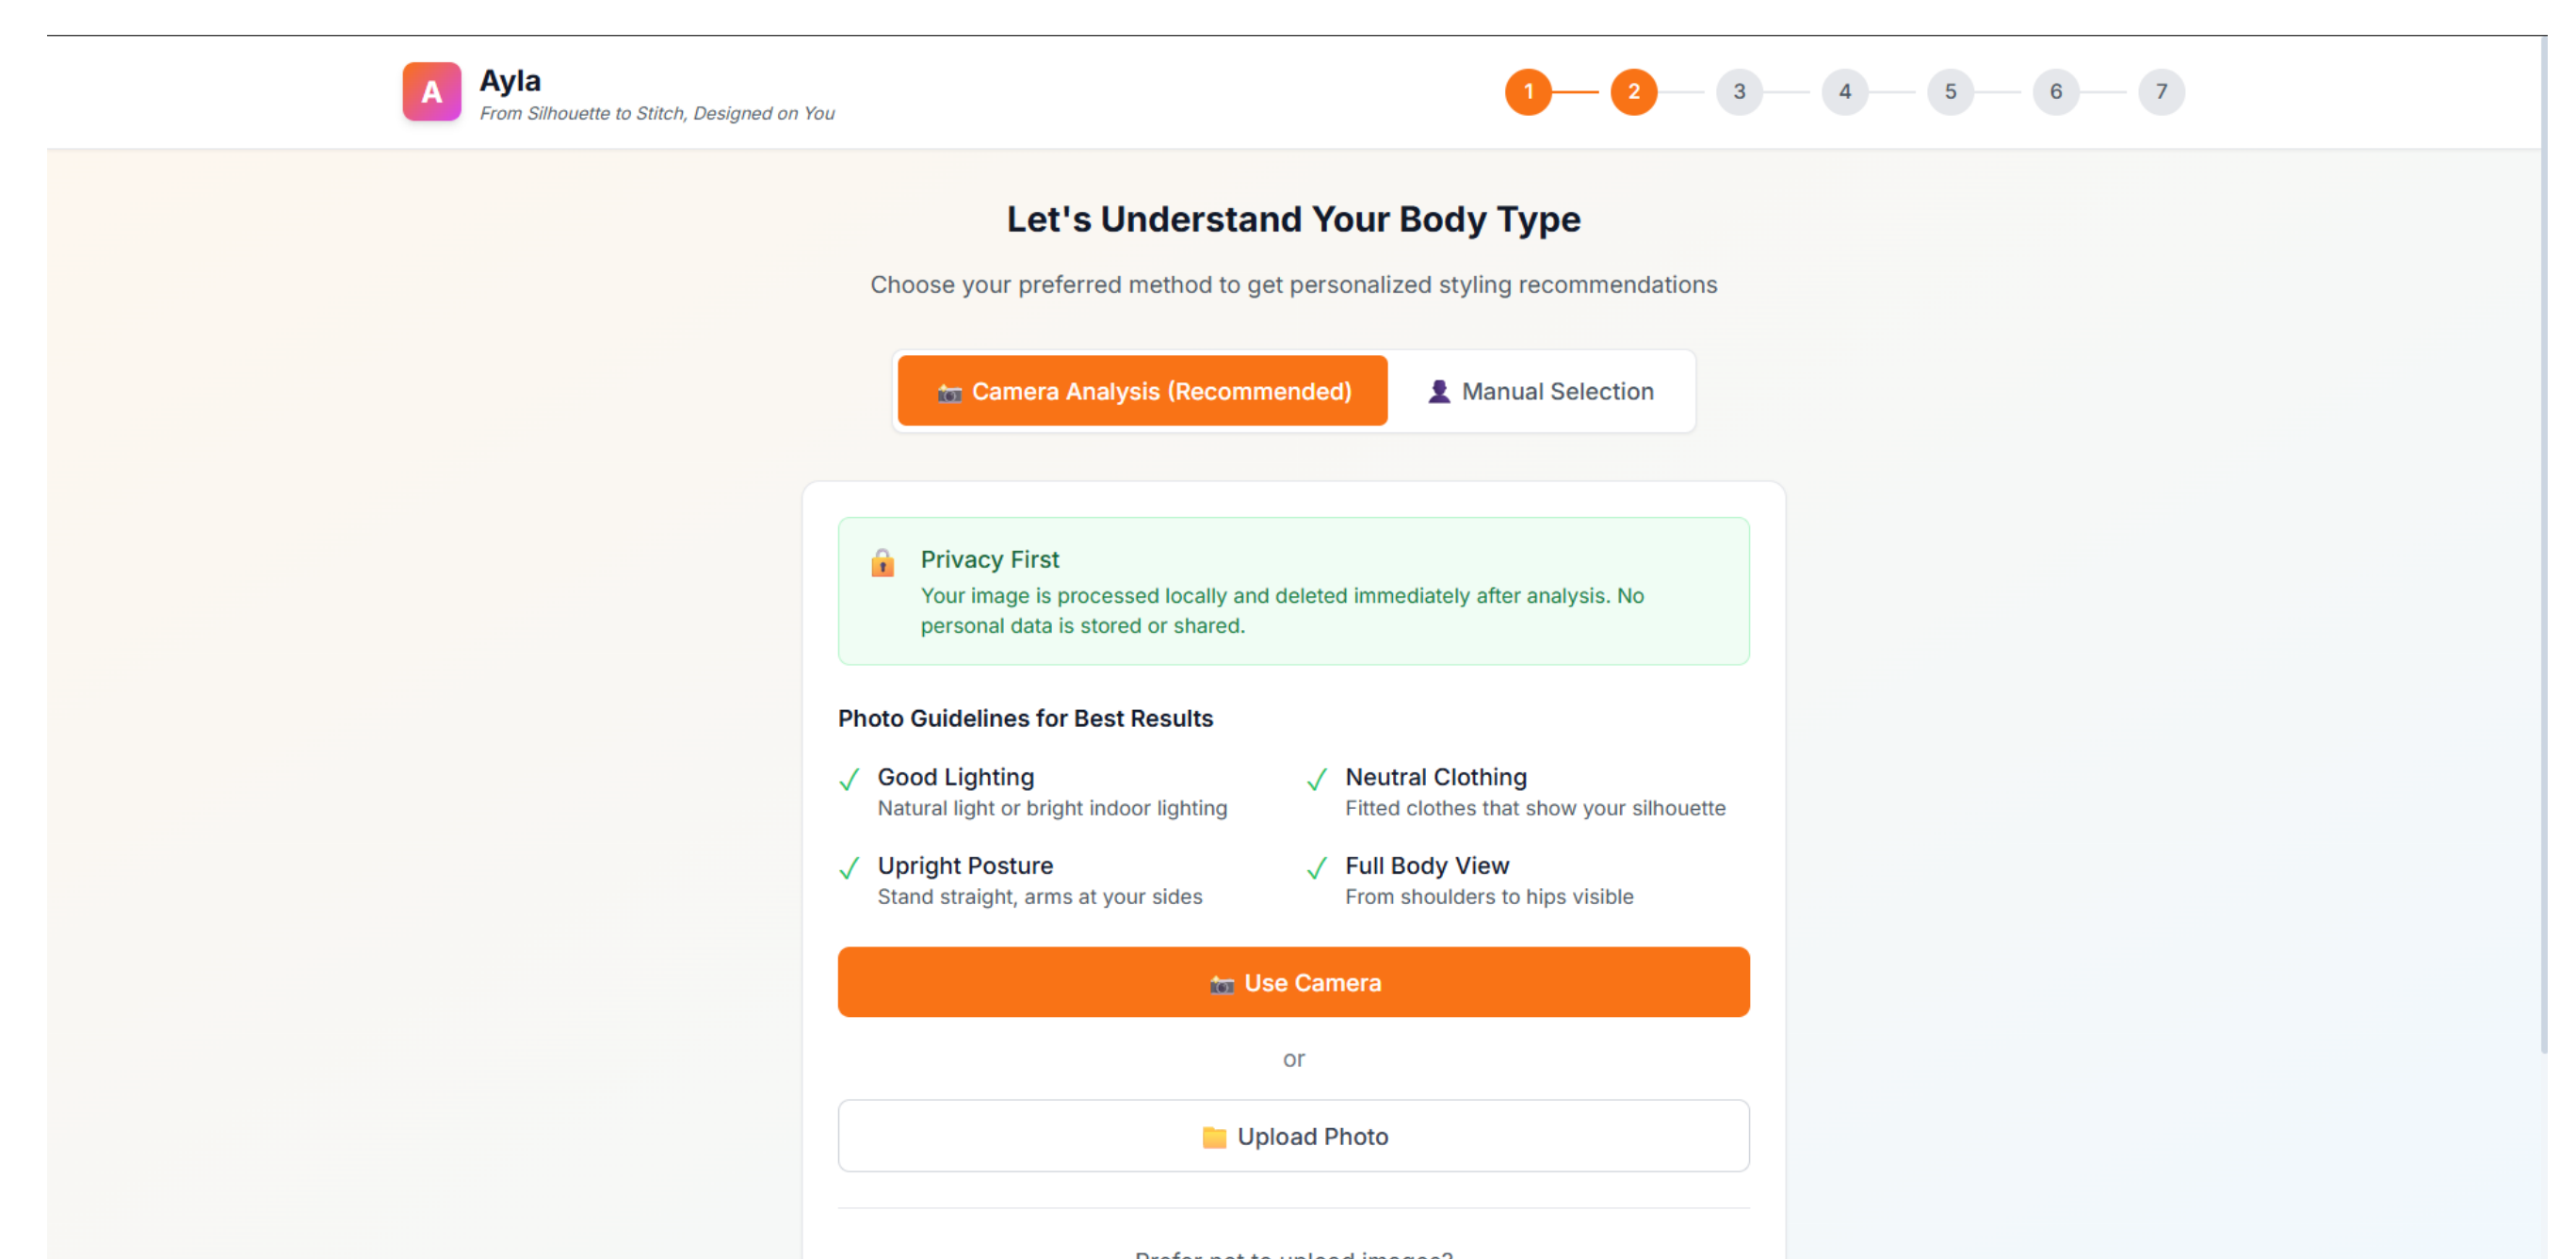 A
Ayla
From Silhouette to Stitch, Designed on You
1 2 3 4 5 6 7
Let's Understand Your Body Type
Choose your preferred method to get personalized styling recommendations
Camera Analysis (Recommended)
Manual Selection
Privacy First
Your image is processed locally and deleted immediately after analysis. No
personal data is stored or shared.
Photo Guidelines for Best Results
Good Lighting
Natural light or bright indoor lighting
Neutral Clothing
Fitted clothes that show your silhouette
Upright Posture
Stand straight, arms at your sides
Full Body View
From shoulders to hips visible
Use Camera
or
Upload Photo
Prefer not to upload images?